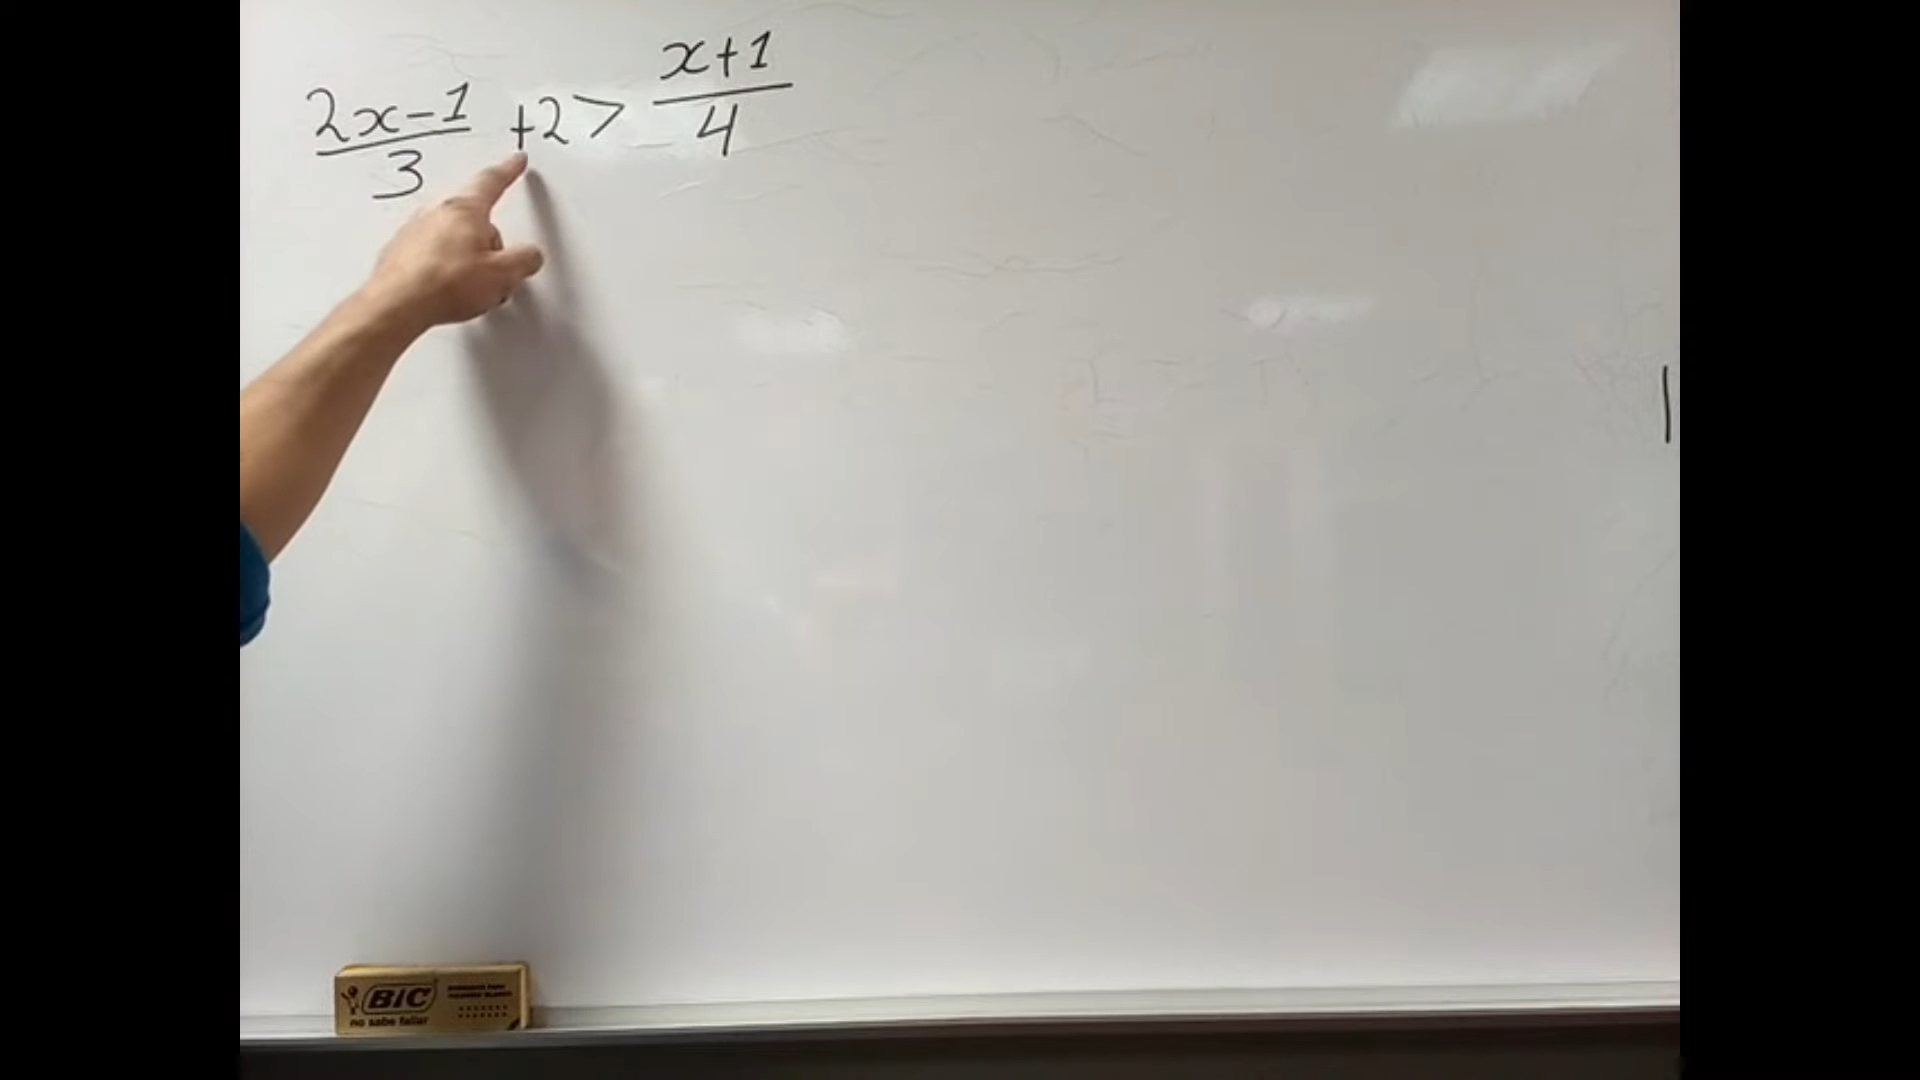 2x-1/3 +2 > x+1/4
BIC
no sabe fallar